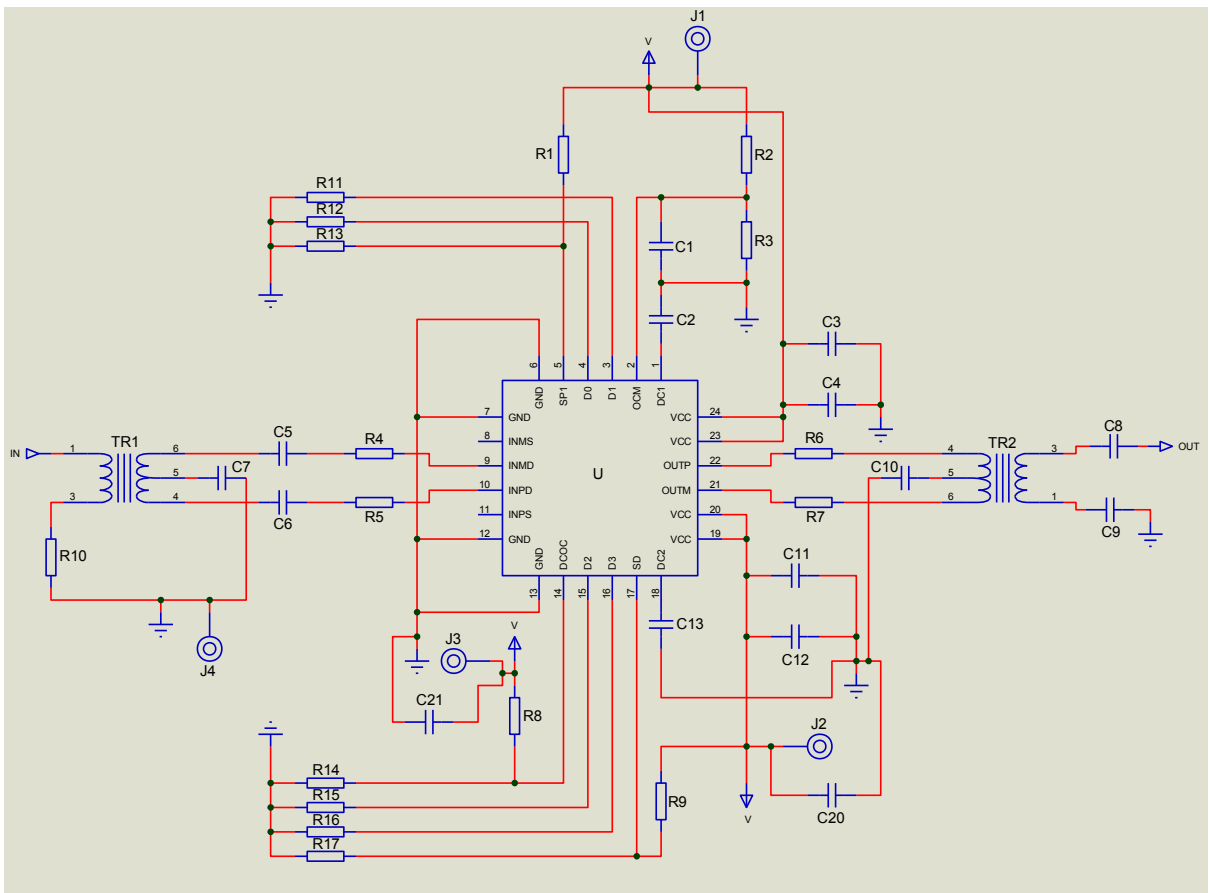 J1
V
R1
R2
R11
R12
R13
R3
C1
C2
C3
C4
6 5 4 3 2 1
GND SP1 D0 D1 OCM DC1
7 GND
8 INMS
9 INMD
10 INPD
11 INPS
12 GND
U
VCC 24
VCC 23
OUTP 22
OUTM 21
VCC 20
VCC 19
GND DCOC D2 D3 SD DC2
13 14 15 16 17 18
IN
1
TR1
6
5
4
3
C5
R4
C7
C6
R5
R10
J4
R6
R7
C10
4
5
6
TR2
3
1
C8
OUT
C9
C11
C12
C13
J3
V
C21
R8
J2
R14
R15
R16
R17
R9
V
C20